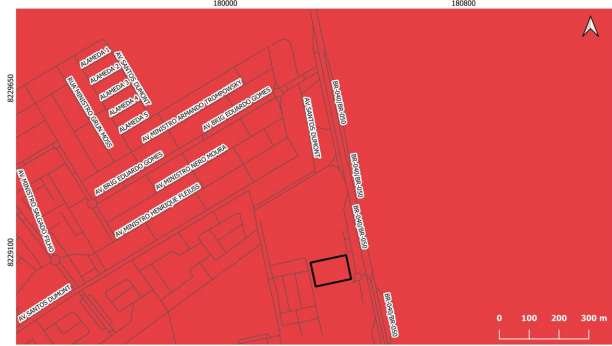 180000
180800
8229650
8229100
ALAMEDA 1
ALAMEDA 2
ALAMEDA 3
ALAMEDA 4
ALAMEDA 5
AV.SANTOS DUMONT
RUA MINISTRO GRUN MOSS
AV.MINISTRO ARMANDO TROMPOWSKY
AV.BRIG EDUARDO GOMES
AV.SANTOS DUMONT
BR-040/BR-050
BR-040/BR-050
AV.BRIG EDUARDO GOMES
AV.MINISTRO NERO MOURA
AV.MINISTRO HENRIQUE FLEIUSS
AV.MINISTRO SALGADO FILHO
BR-040/BR-050
AV.SANTOS DUMONT
BR-040/BR-050
0 100 200 300 m